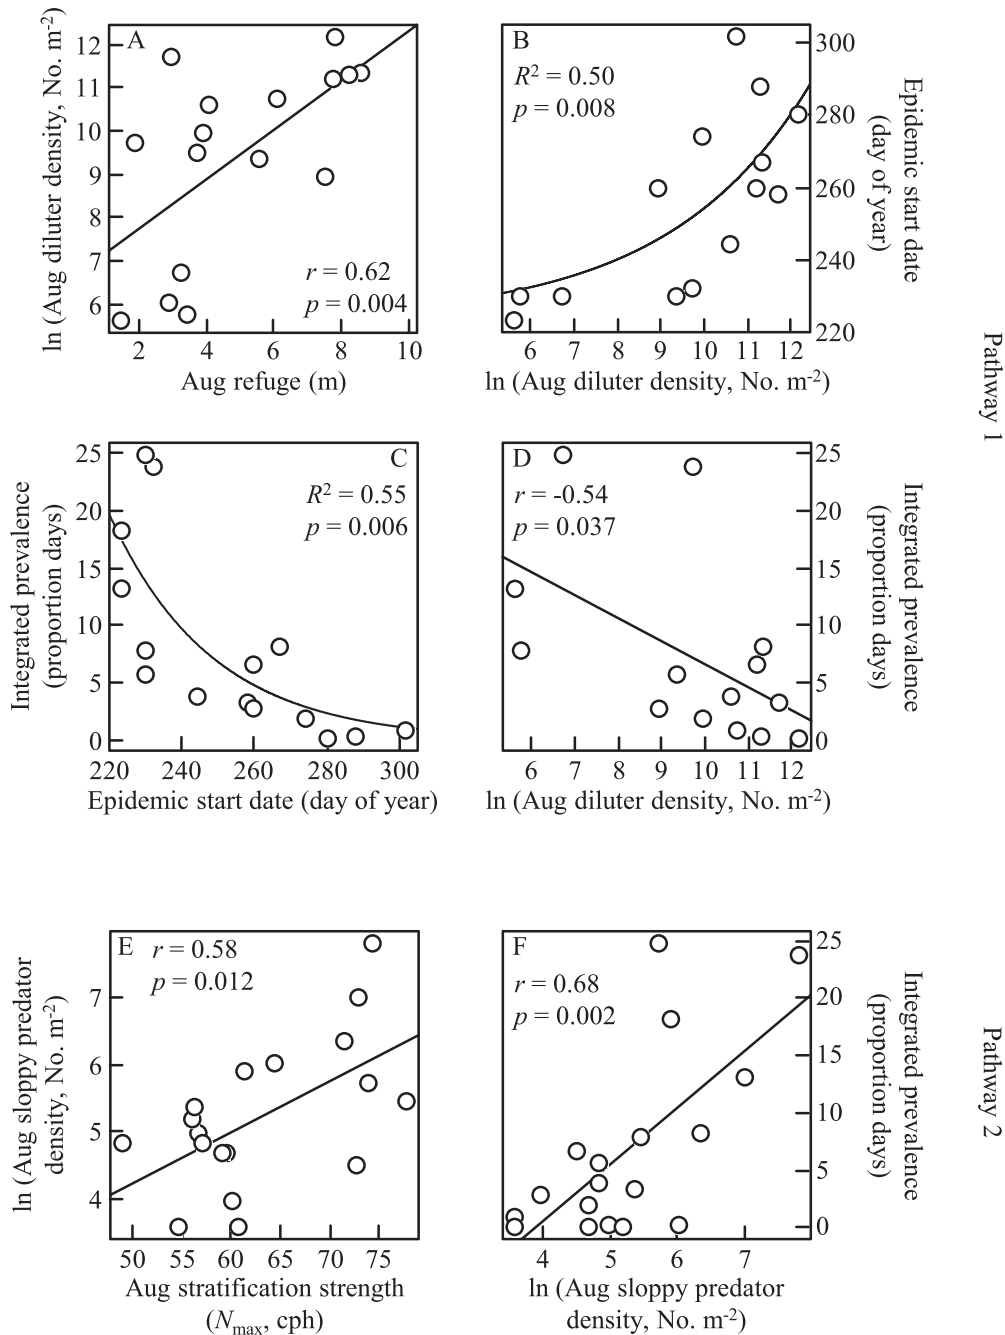 A
r = 0.62
p = 0.004
ln (Aug diluter density, No. m-2)
12
11
10
9
8
7
6
2 4 6 8 10
Aug refuge (m)
B
R2 = 0.50
p = 0.008
300
280
260
240
220
Epidemic start date
(day of year)
6 7 8 9 10 11 12
ln (Aug diluter density, No. m-2)
Pathway 1
C
R2 = 0.55
p = 0.006
Integrated prevalence
(proportion days)
25
20
15
10
5
0
220 240 260 280 300
Epidemic start date (day of year)
D
r = -0.54
p = 0.037
25
20
15
10
5
0
Integrated prevalence
(proportion days)
6 7 8 9 10 11 12
ln (Aug diluter density, No. m-2)
E
r = 0.58
p = 0.012
ln (Aug sloppy predator
density, No. m-2)
7
6
5
4
50 55 60 65 70 75
Aug stratification strength
(Nmax, cph)
F
r = 0.68
p = 0.002
25
20
15
10
5
0
Integrated prevalence
(proportion days)
4 5 6 7
ln (Aug sloppy predator
density, No. m-2)
Pathway 2